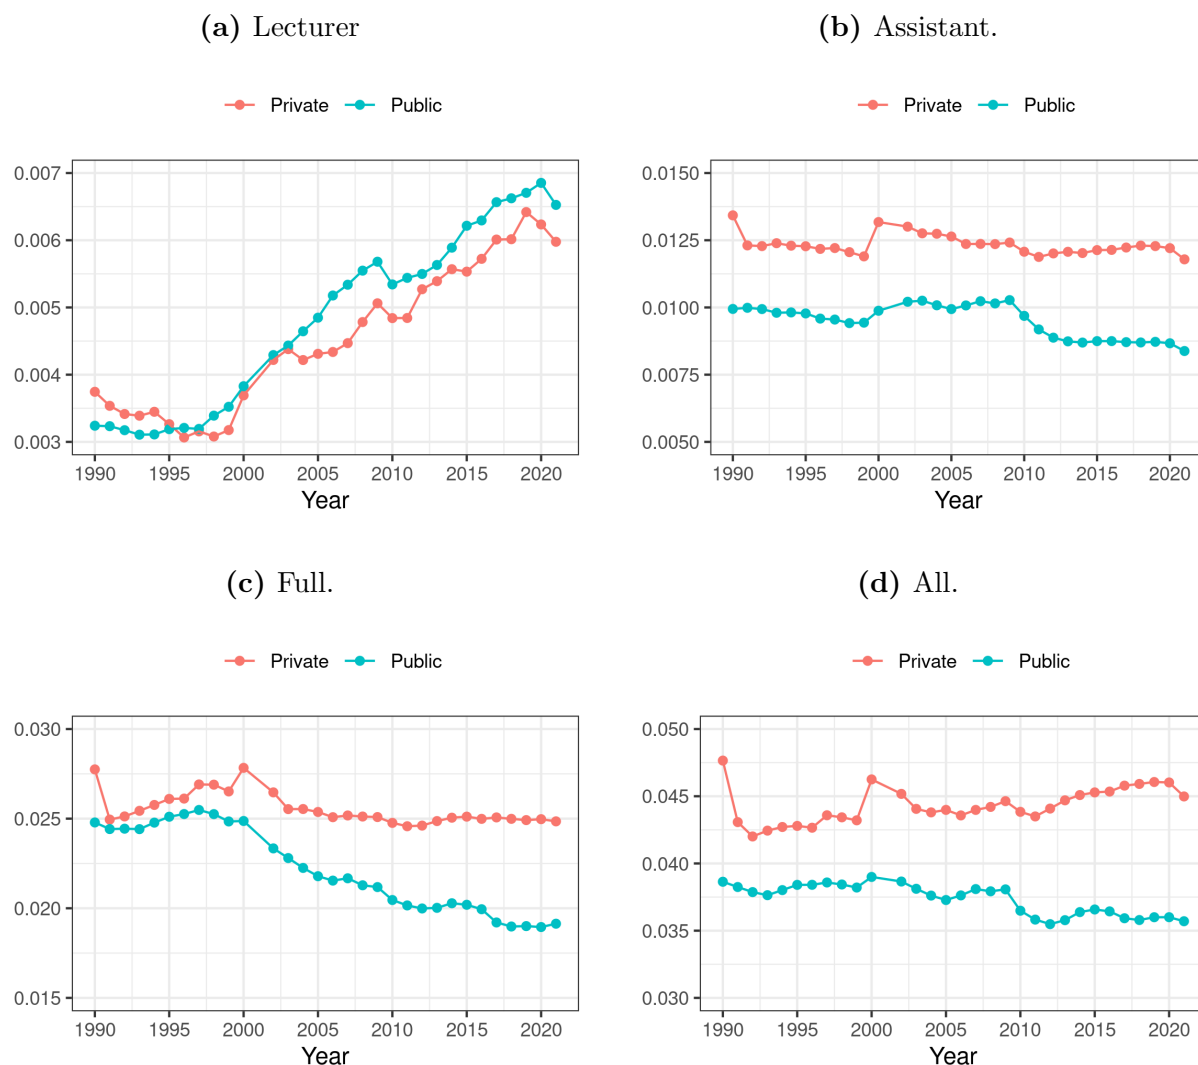 (a) Lecturer
Private Public
0.007
0.006
0.005
0.004
0.003
1990 1995 2000 2005 2010 2015 2020
Year
(b) Assistant.
Private Public
0.0150
0.0125
0.0100
0.0075
0.0050
1990 1995 2000 2005 2010 2015 2020
Year
(c) Full.
Private Public
0.030
0.025
0.020
0.015
1990 1995 2000 2005 2010 2015 2020
Year
(d) All.
Private Public
0.050
0.045
0.040
0.035
0.030
1990 1995 2000 2005 2010 2015 2020
Year